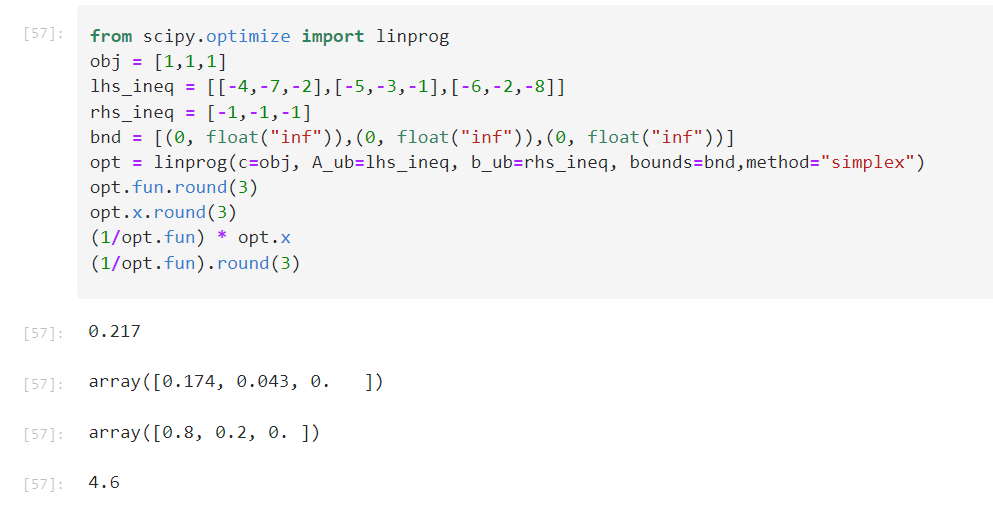 [57]:
from scipy.optimize import linprog
obj = [1,1,1]
lhs_ineq = [[-4,-7,-2],[-5,-3,-1],[-6,-2,-8]]
rhs_ineq = [-1,-1,-1]
bnd = [(0, float("inf")),(0, float("inf")),(0, float("inf"))]
opt = linprog(c=obj, A_ub=lhs_ineq, b_ub=rhs_ineq, bounds=bnd,method="simplex")
opt.fun.round(3)
opt.x.round(3)
(1/opt.fun) * opt.x
(1/opt.fun).round(3)
[57]: 0.217
[57]: array([0.174, 0.043, 0.   ])
[57]: array([0.8, 0.2, 0. ])
[57]: 4.6